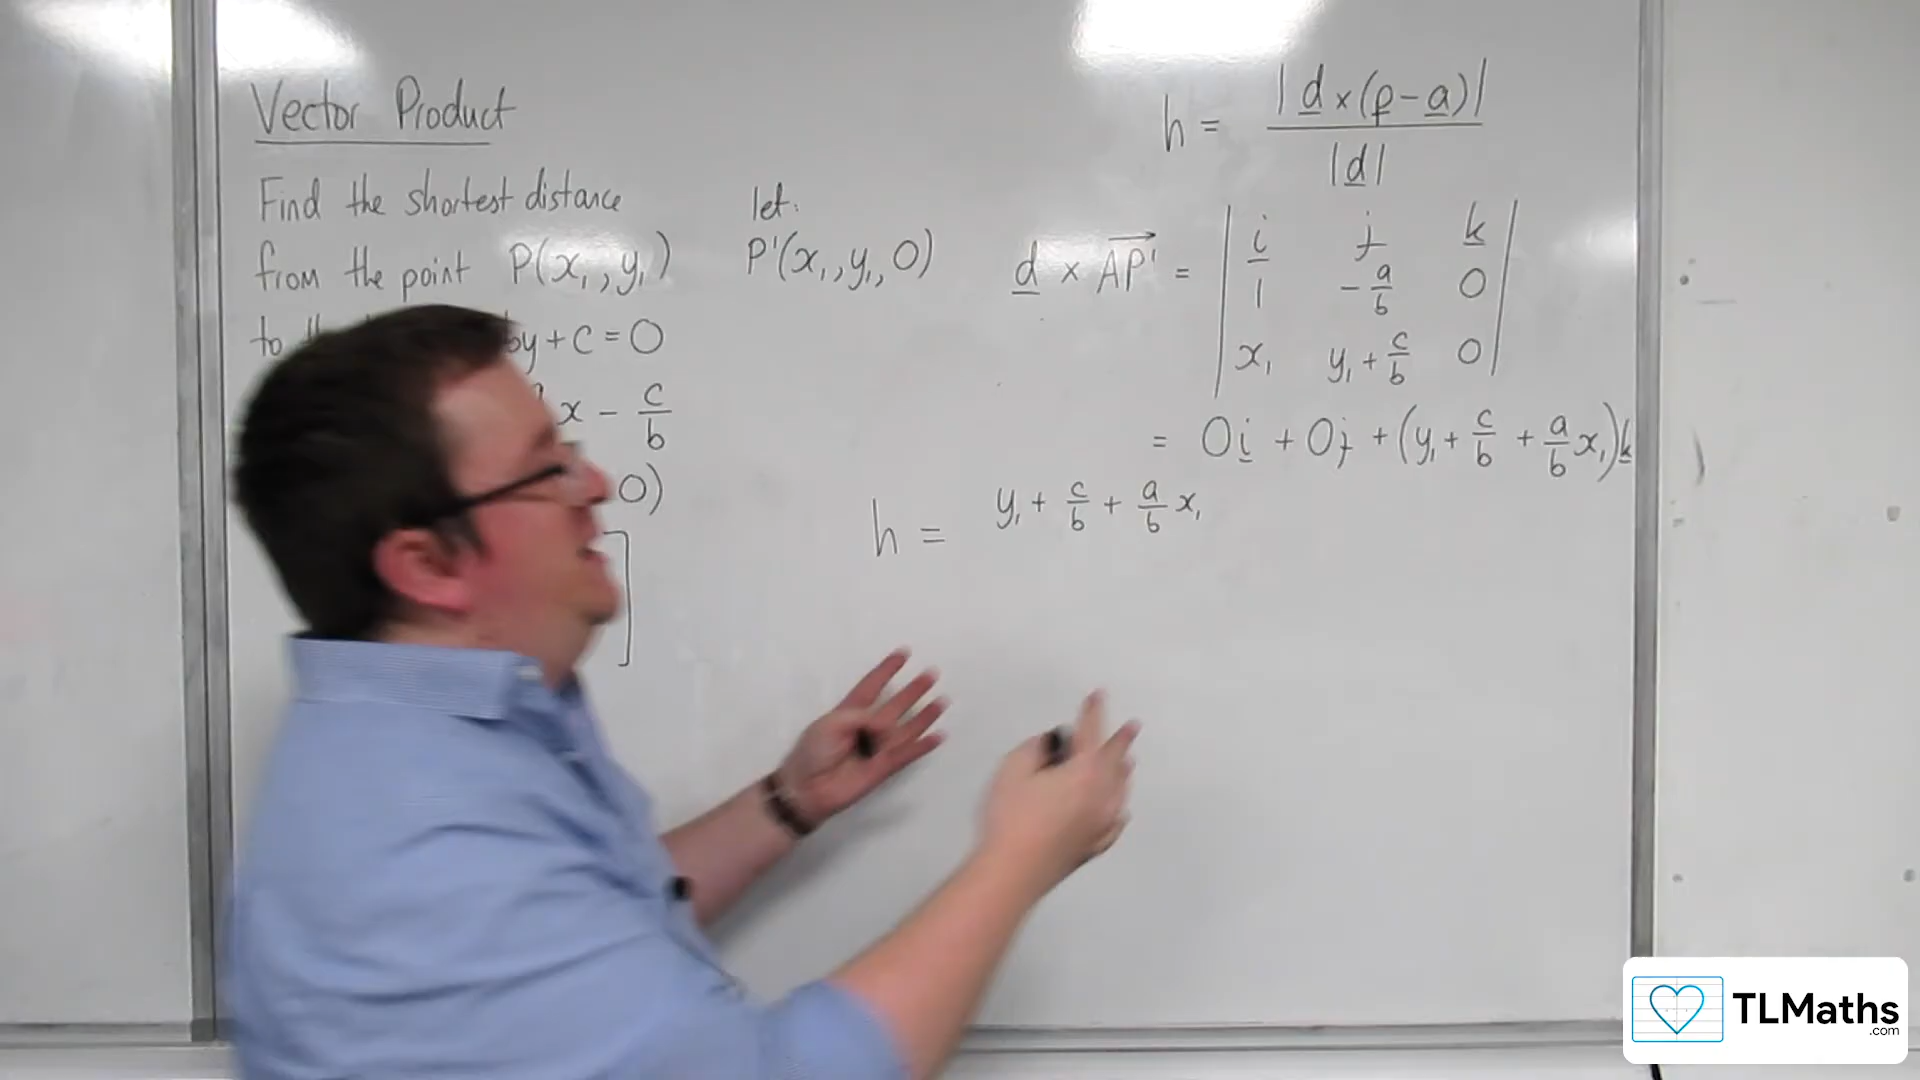 Vector Product
Find the shortest distance
from the point P(x₁, y₁)
to by + c = 0
x - c/b
0)
]
let:
P'(x₁, y₁, 0)
h = |d × (p - a)| / |d|
d × AP' = | i j k |
1 -a/b 0
x₁ y₁ + c/b 0
= 0i + 0j + (y₁ + c/b + a/b x₁)k
h = y₁ + c/b + a/b x₁
TLMaths
.com